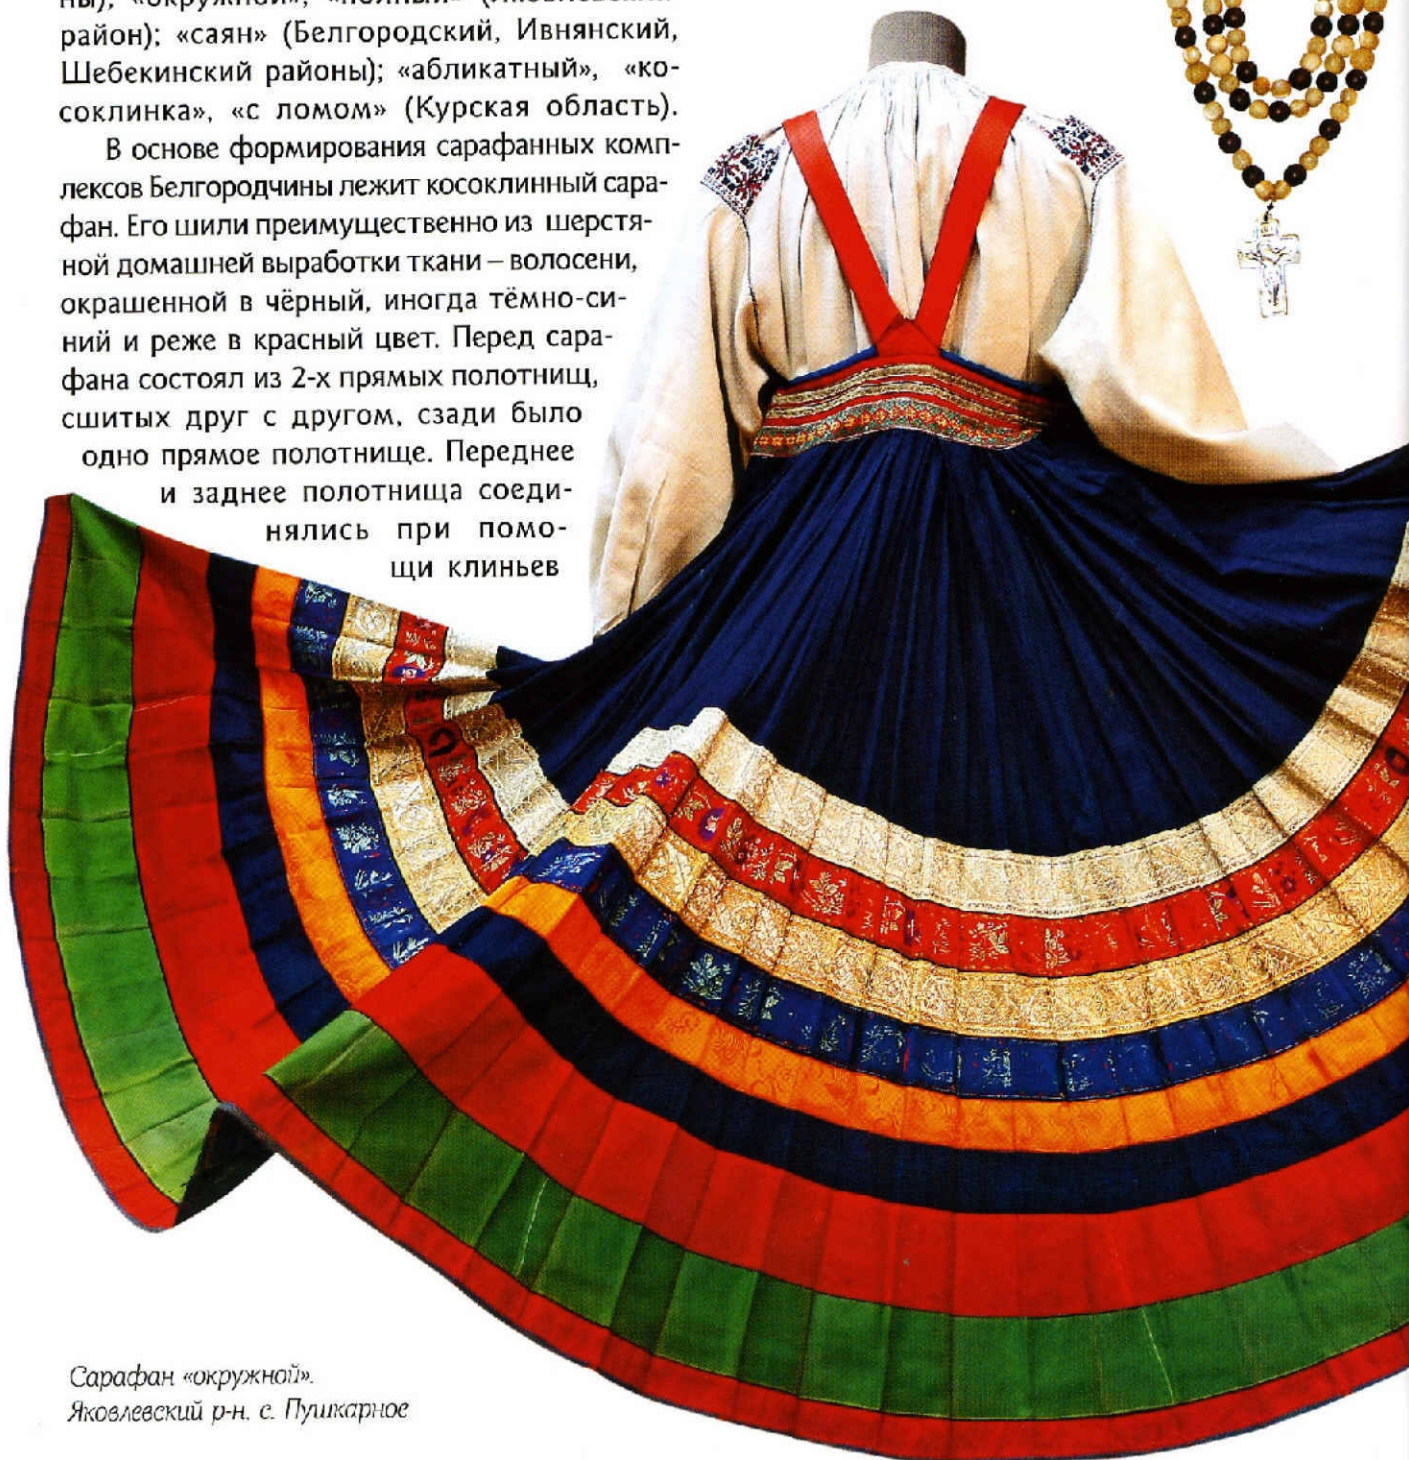 «окружной», «полный» (Яковлевский
район); «саян» (Белгородский, Ивнянский,
Шебекинский районы); «абликатный», «ко-
соклинка», «с ломом» (Курская область).
В основе формирования сарафанных комп-
лексов Белгородчины лежит косоклинный сара-
фан. Его шили преимущественно из шерстя-
ной домашней выработки ткани – волосени,
окрашенной в чёрный, иногда тёмно-си-
ний и реже в красный цвет. Перед сара-
фана состоял из 2-х прямых полотнищ,
сшитых друг с другом, сзади было
одно прямое полотнище. Переднее
и заднее полотнища соеди-
нялись при помо-
щи клиньев
Сарафан «окружной».
Яковлевский р-н. с. Пушкарное